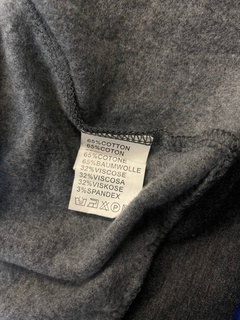 65%COTTON
65%COTON
65%COTONE
65%BAUMWOLLE
32%VISCOSE
32%VISCOSA
32%VISKOSE
3%SPANDEX